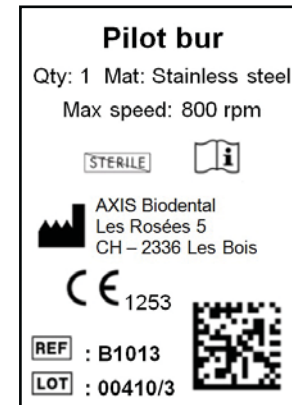 Pilot bur
Qty: 1 Mat: Stainless steel
Max speed: 800 rpm
STERILE
AXIS Biodental
Les Rosées 5
CH – 2336 Les Bois
CE 1253
REF : B1013
LOT : 00410/3